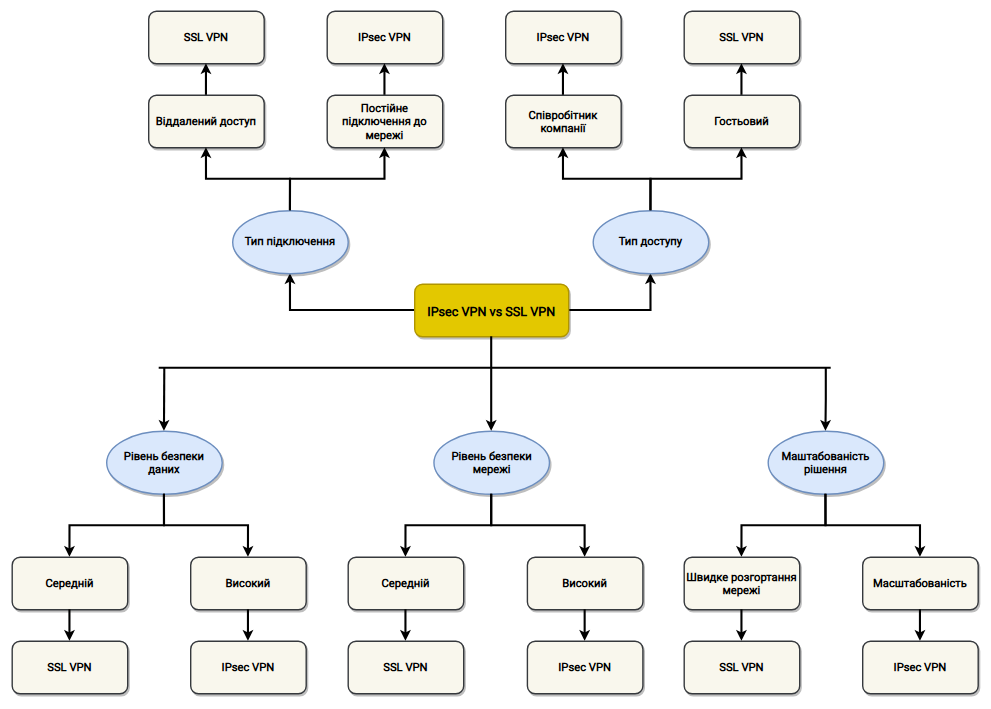 SSL VPN
IPsec VPN
IPsec VPN
SSL VPN
Віддалений доступ
Постійне
підключення до
мережі
Співробітник
компанії
Гостьовий
Тип підключення
Тип доступу
IPsec VPN vs SSL VPN
Рівень безпеки
даних
Рівень безпеки
мережі
Маштабованість
рішення
Середній
Високий
Середній
Високий
Швидке розгортання
мережі
Масштабованість
SSL VPN
IPsec VPN
SSL VPN
IPsec VPN
SSL VPN
IPsec VPN